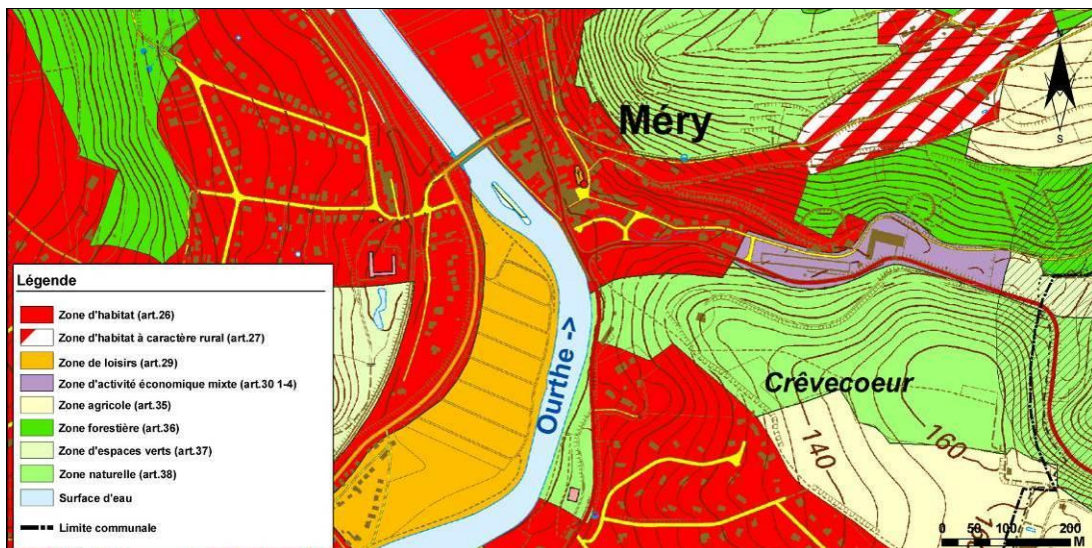 N
S
Méry
Légende
Zone d'habitat (art.26)
Zone d'habitat à caractère rural (art.27)
Zone de loisirs (art.29)
Zone d'activité économique mixte (art.30 1-4)
Zone agricole (art.35)
Zone forestière (art.36)
Zone d'espaces verts (art.37)
Zone naturelle (art.38)
Surface d'eau
Limite communale
Ourthe ->
Crêvecoeur
140
160
0 50 100 200
M